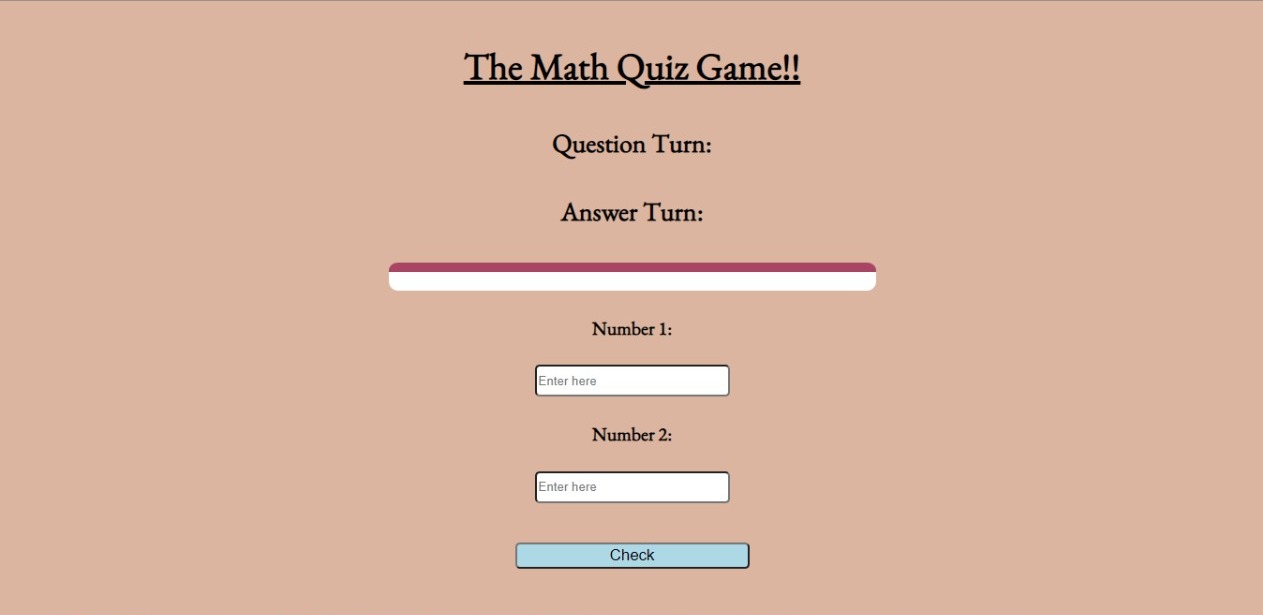 The Math Quiz Game!!
Question Turn:
Answer Turn:
Number 1:
Enter here
Number 2:
Enter here
Check